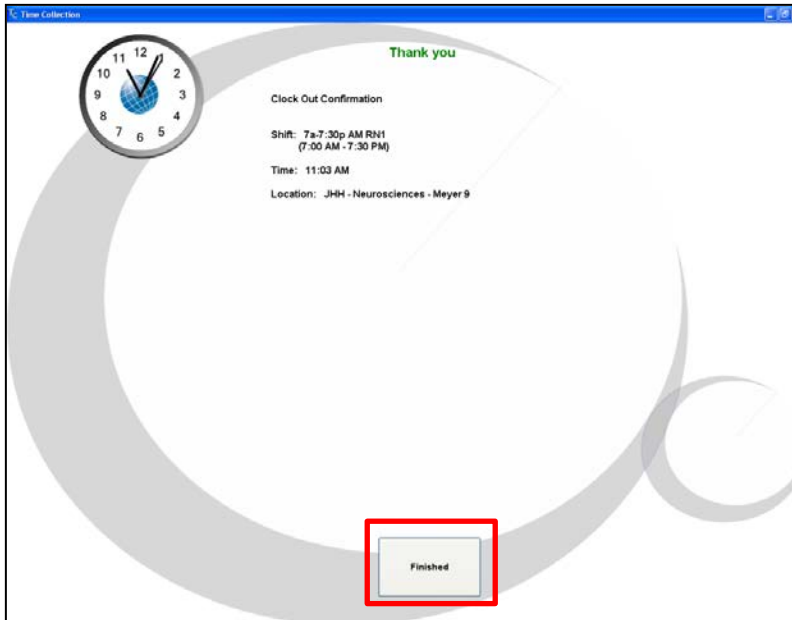 Time Collection
12
11
1
10
2
9
3
8
4
7
6
5
Thank you
Clock Out Confirmation
Shift: 7a-7:30p AM RN1
(7:00 AM - 7:30 PM)
Time: 11:03 AM
Location: JHH - Neurosciences - Meyer 9
Finished